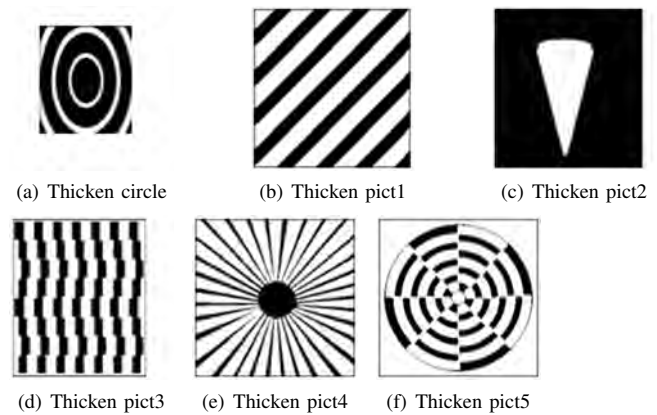 (a) Thicken circle
(b) Thicken pict1
(c) Thicken pict2
(d) Thicken pict3
(e) Thicken pict4
(f) Thicken pict5